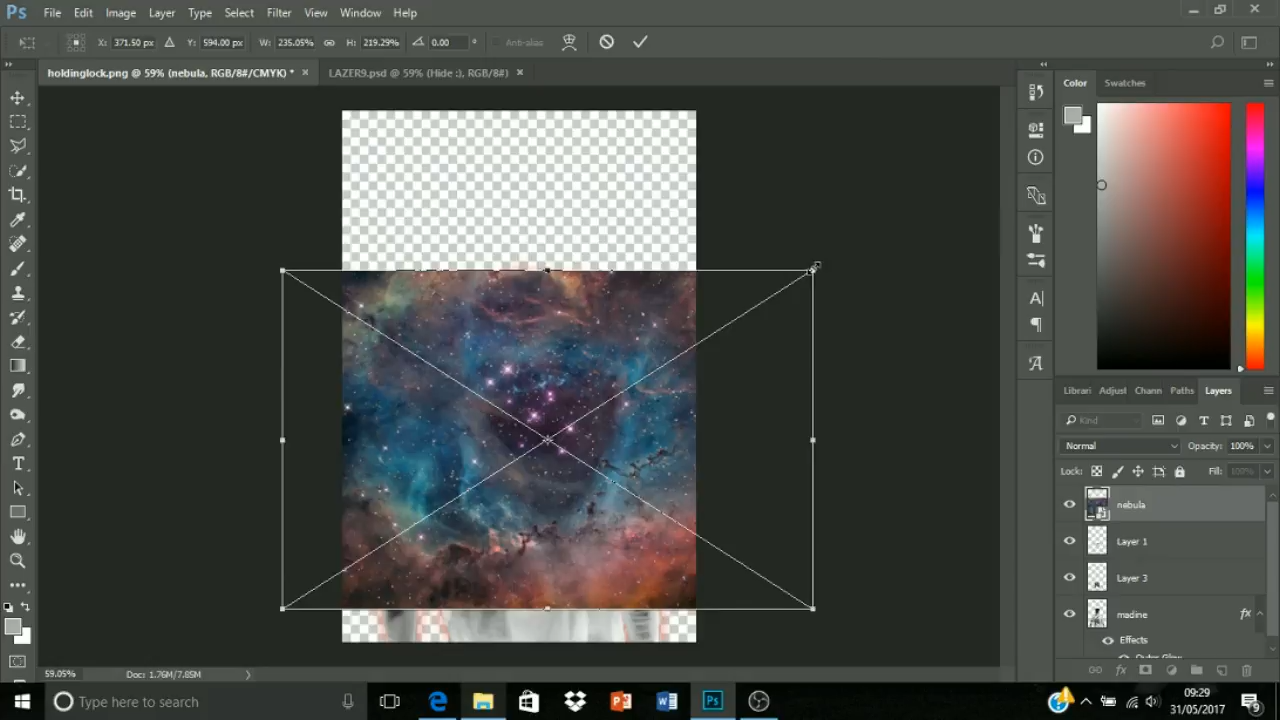 Ps File Edit Image Layer Type Select Filter View Window Help
X: 371.50 px Y: 594.00 px W: 235.05% H: 219.29% 0.00 ° Anti-alias
holdinglock.png @ 59% (nebula, RGB/8#/CMYK) * × LAZER9.psd @ 59% (Hide :), RGB/8#) ×
Color Swatches
Librari Adjust Chann Paths Layers
Kind
Normal Opacity: 100%
Lock: Fill: 100%
nebula
Layer 1
Layer 3
madine fx
Effects
Outer Glow
59.05% Doc: 1.76M/7.85M
Type here to search
09:29
31/05/2017